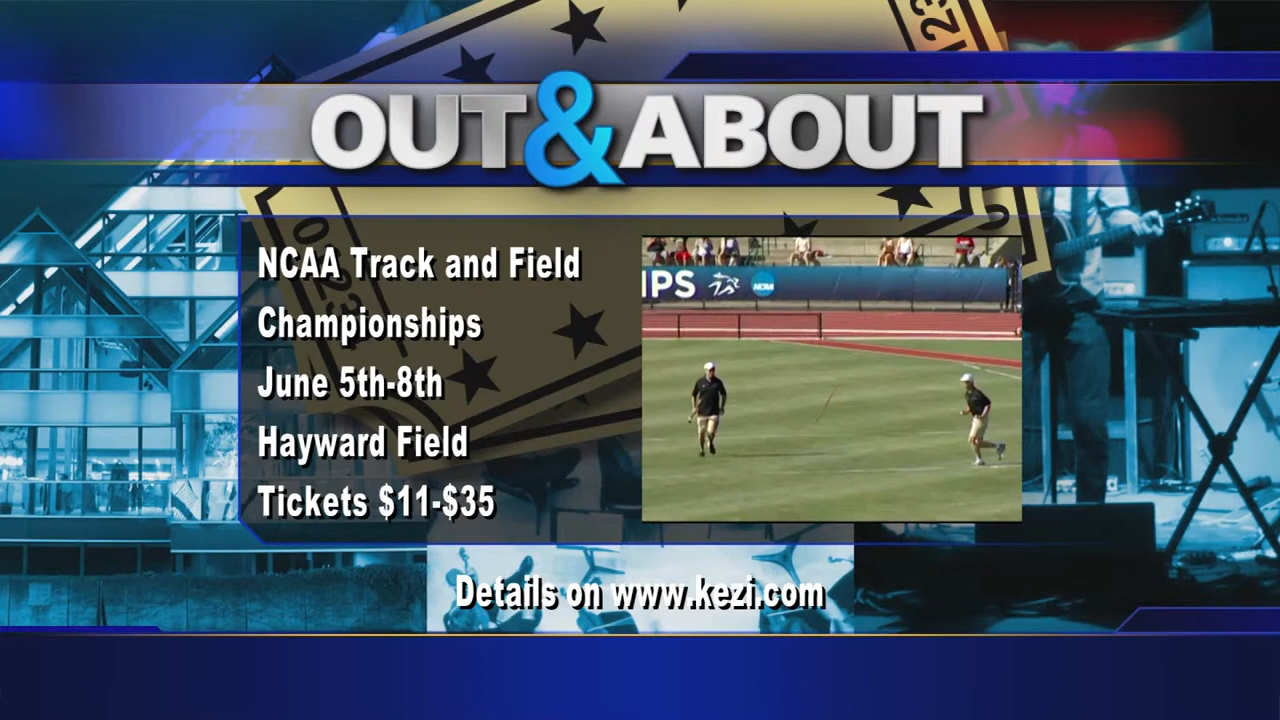 OUT&ABOUT
NCAA Track and Field
Championships
June 5th-8th
Hayward Field
Tickets $11-$35
IPS
NCAA
Details on www.kezi.com